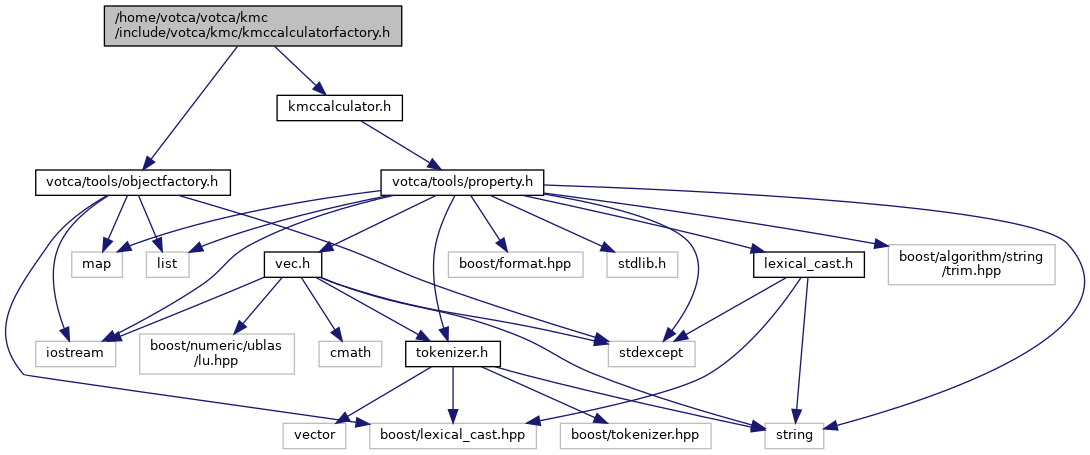 /home/votca/votca/kmc
/include/votca/kmc/kmccalculatorfactory.h
kmccalculator.h
votca/tools/objectfactory.h
votca/tools/property.h
map
list
vec.h
boost/format.hpp
stdlib.h
lexical_cast.h
boost/algorithm/string
/trim.hpp
iostream
boost/numeric/ublas
/lu.hpp
cmath
tokenizer.h
stdexcept
vector
boost/lexical_cast.hpp
boost/tokenizer.hpp
string